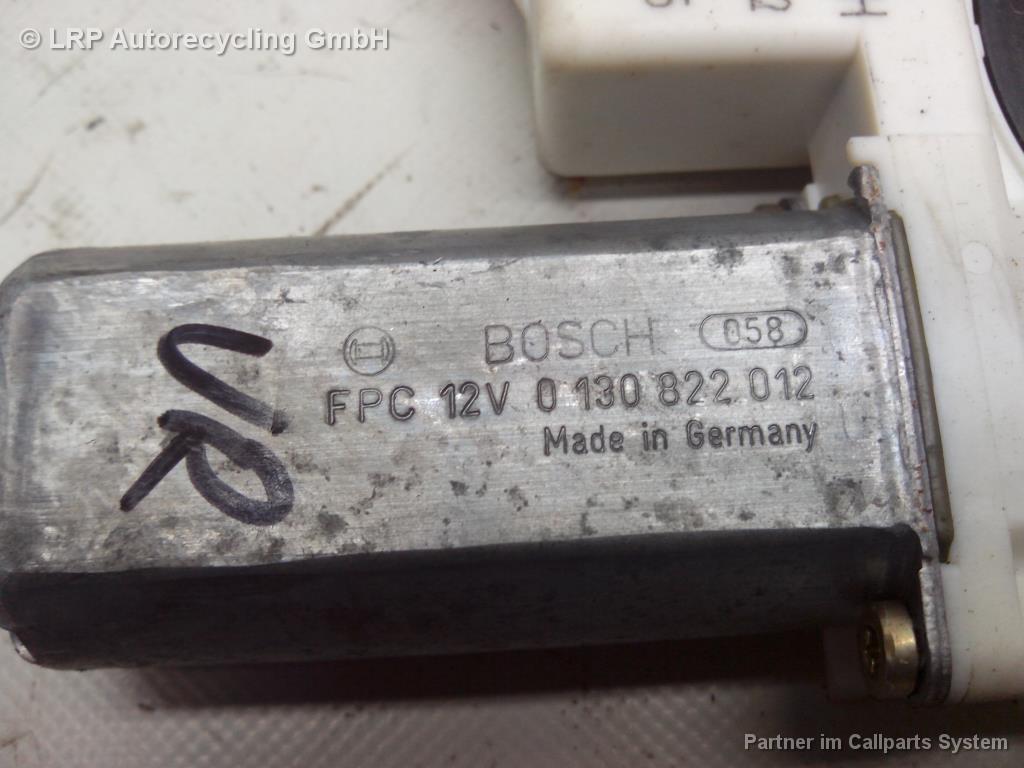 © LRP Autorecycling GmbH
BOSCH 058
FPC 12V 0 130 822 012
Made in Germany
VR
Partner im Callparts System